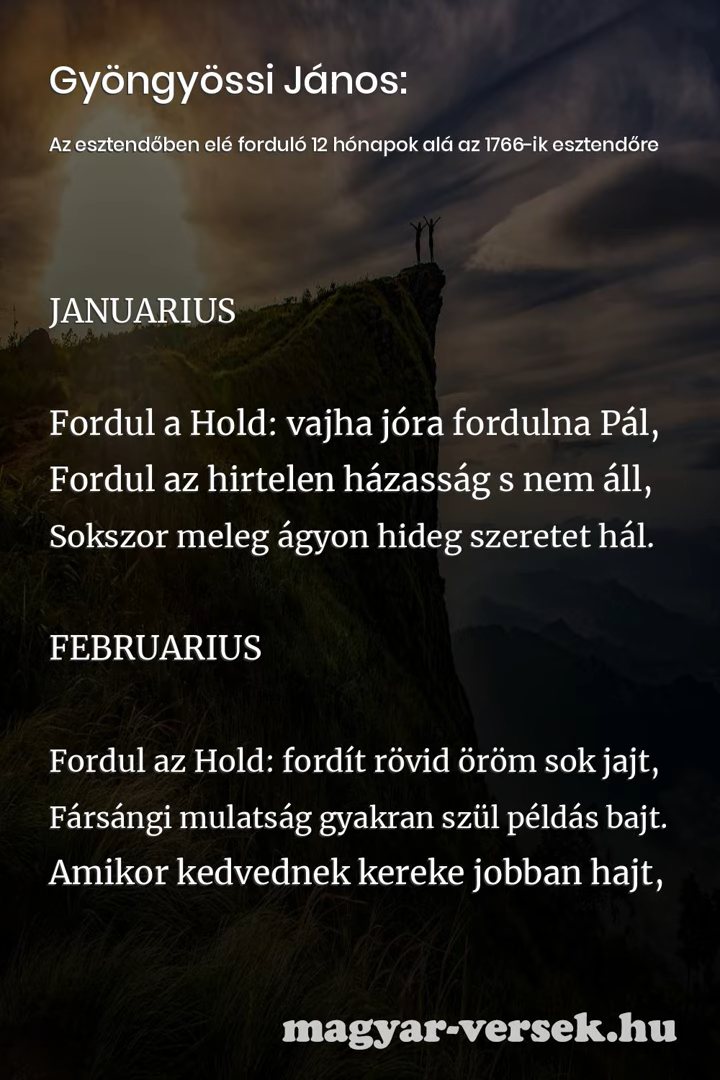 Gyöngyössi János:
Az esztendőben elé forduló 12 hónapok alá az 1766-ik esztendőre
JANUARIUS
Fordul a Hold: vajha jóra fordulna Pál,
Fordul az hirtelen házasság s nem áll,
Sokszor meleg ágyon hideg szeretet hál.
FEBRUARIUS
Fordul az Hold: fordít rövid öröm sok jajt,
Fársángi mulatság gyakran szül példás bajt.
Amikor kedvednek kereke jobban hajt,
magyar-versek.hu